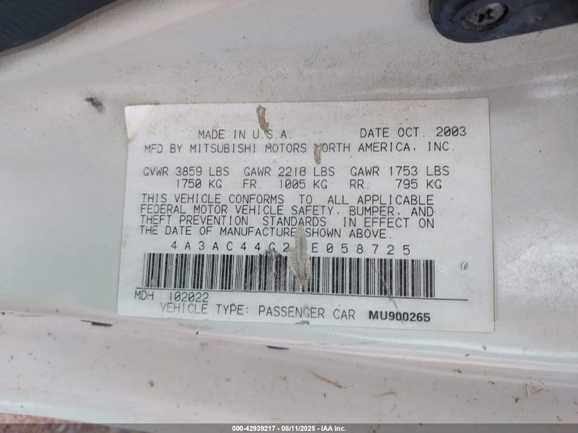 MADE IN U.S.A. DATE OCT. 2003
MFD BY MITSUBISHI MOTORS NORTH AMERICA, INC.
GVWR 3859 LBS GAWR 2218 LBS GAWR 1753 LBS
1750 KG FR. 1005 KG RR. 795 KG
THIS VEHICLE CONFORMS TO ALL APPLICABLE
FEDERAL MOTOR VEHICLE SAFETY, BUMPER, AND
THEFT PREVENTION STANDARDS IN EFFECT ON
THE DATE OF MANUFACTURE SHOWN ABOVE.
MDH 102022
VEHICLE TYPE: PASSENGER CAR MU900265
000-42939217 - 08/11/2025 - IAA Inc.